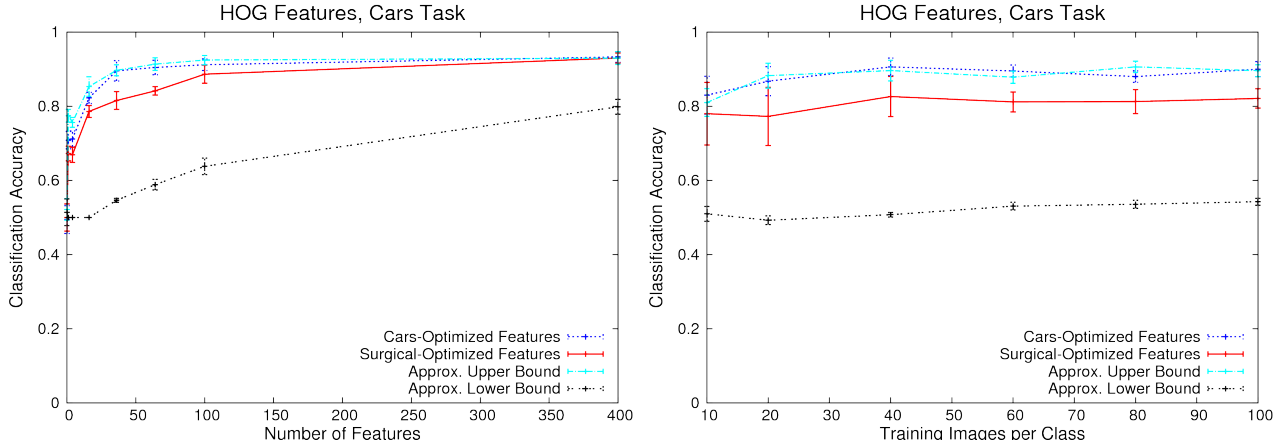 HOG Features, Cars Task
Classification Accuracy
1
0.8
0.6
0.4
0.2
0
Cars-Optimized Features
Surgical-Optimized Features
Approx. Upper Bound
Approx. Lower Bound
0 50 100 150 200 250 300 350 400
Number of Features
HOG Features, Cars Task
Classification Accuracy
1
0.8
0.6
0.4
0.2
0
Cars-Optimized Features
Surgical-Optimized Features
Approx. Upper Bound
Approx. Lower Bound
10 20 30 40 50 60 70 80 90 100
Training Images per Class